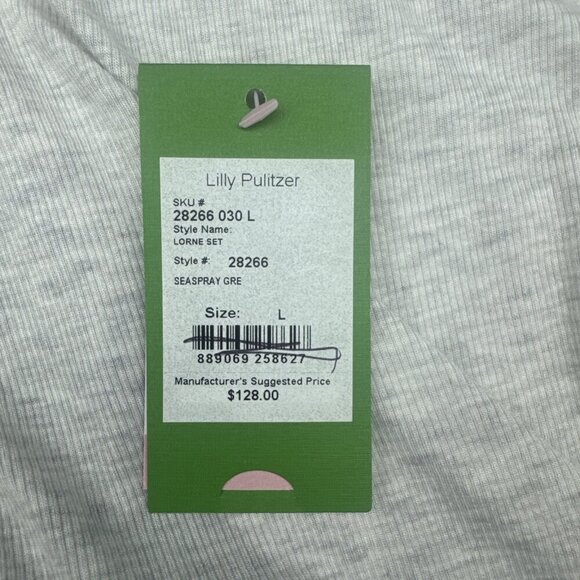 Lilly Pulitzer
SKU #
28266 030 L
Style Name:
LORNE SET
Style #: 28266
SEASPRAY GRE
Size: L
889069 258627
Manufacturer's Suggested Price
$128.00